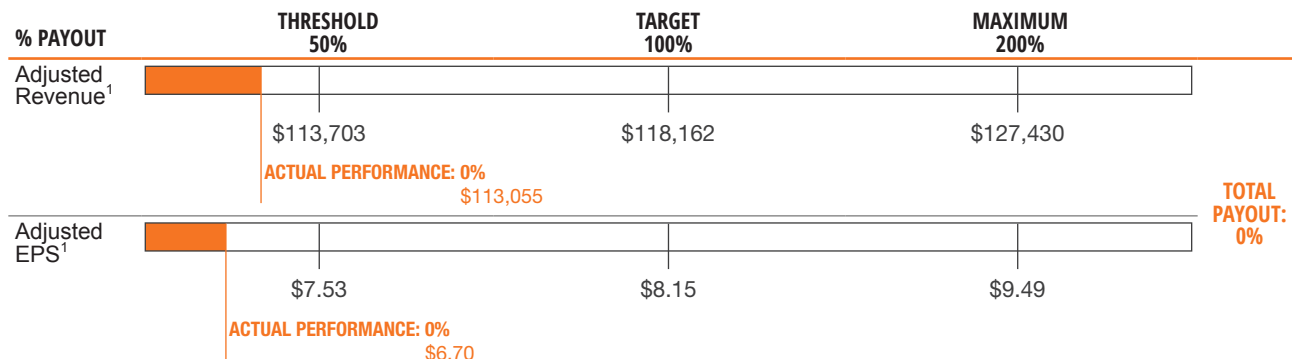 % PAYOUT
THRESHOLD
50%
TARGET
100%
MAXIMUM
200%
Adjusted
Revenue¹
$113,703
$118,162
$127,430
ACTUAL PERFORMANCE: 0%
$113,055
Adjusted
EPS¹
$7.53
$8.15
$9.49
ACTUAL PERFORMANCE: 0%
$6.70
TOTAL
PAYOUT:
0%